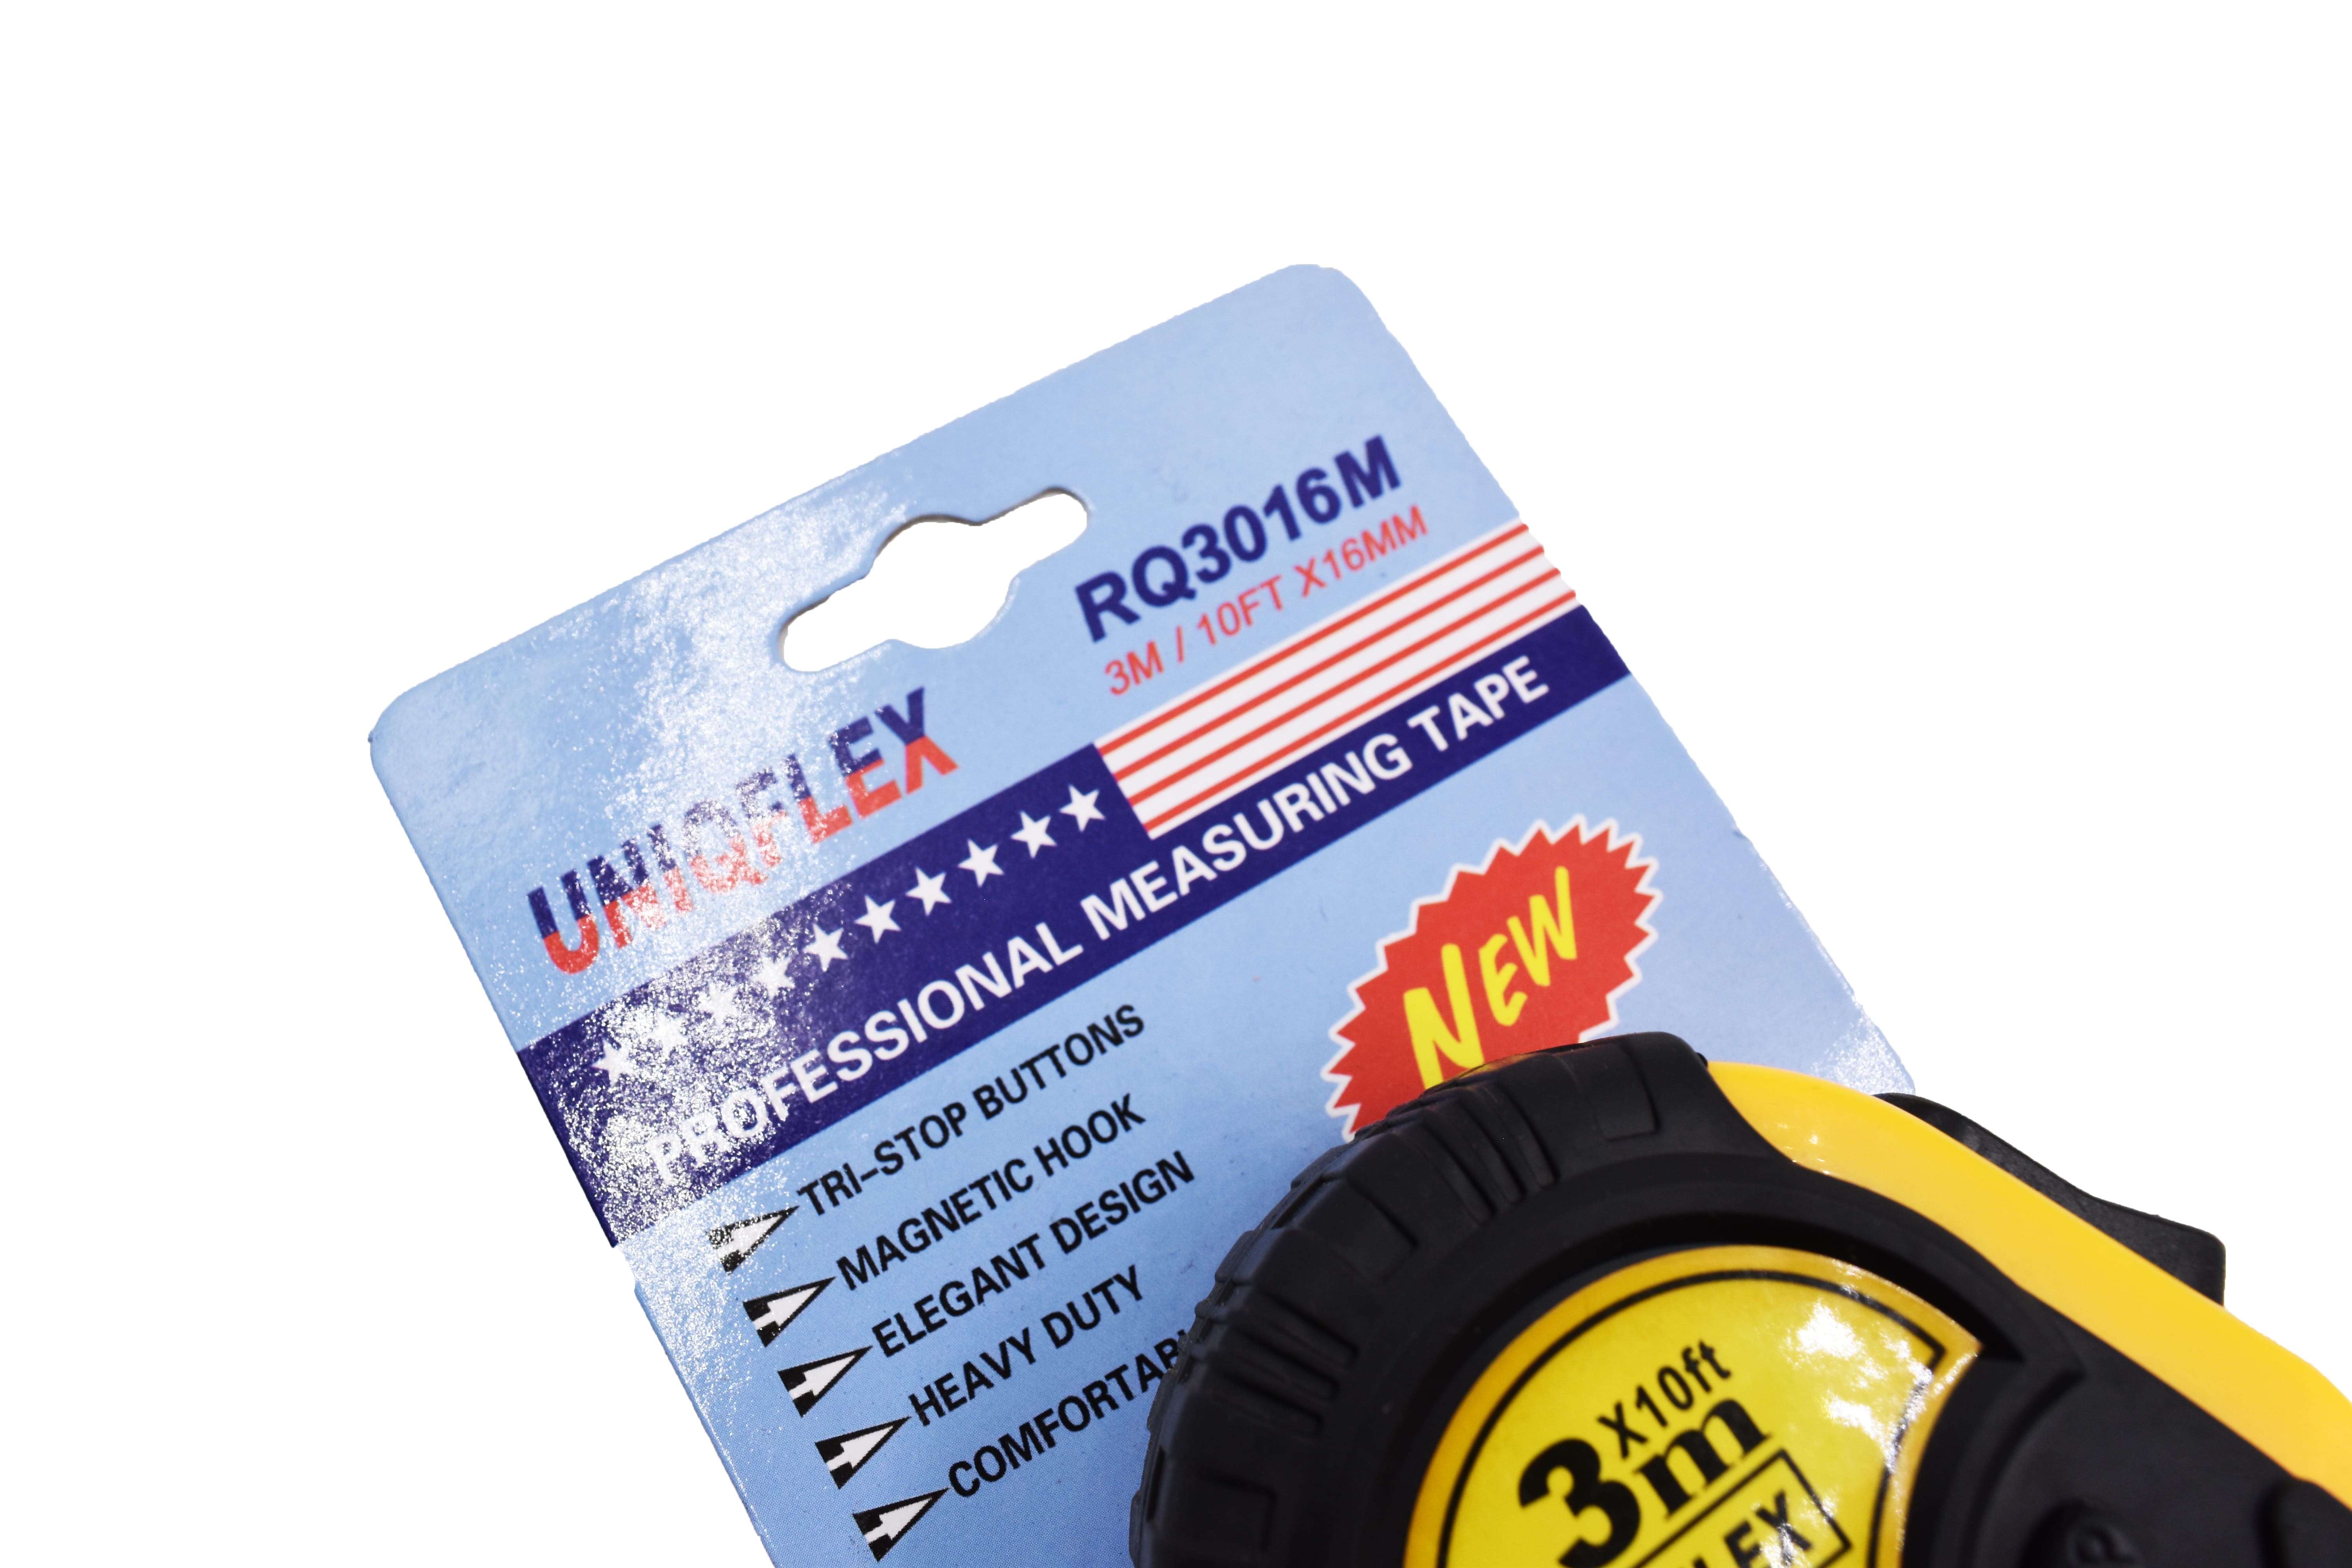 RQ3016M
3M / 10FT X16MM
UNIQFLEX
PROFESSIONAL MEASURING TAPE
NEW
TRI-STOP BUTTONS
MAGNETIC HOOK
ELEGANT DESIGN
HEAVY DUTY
3m X10ft